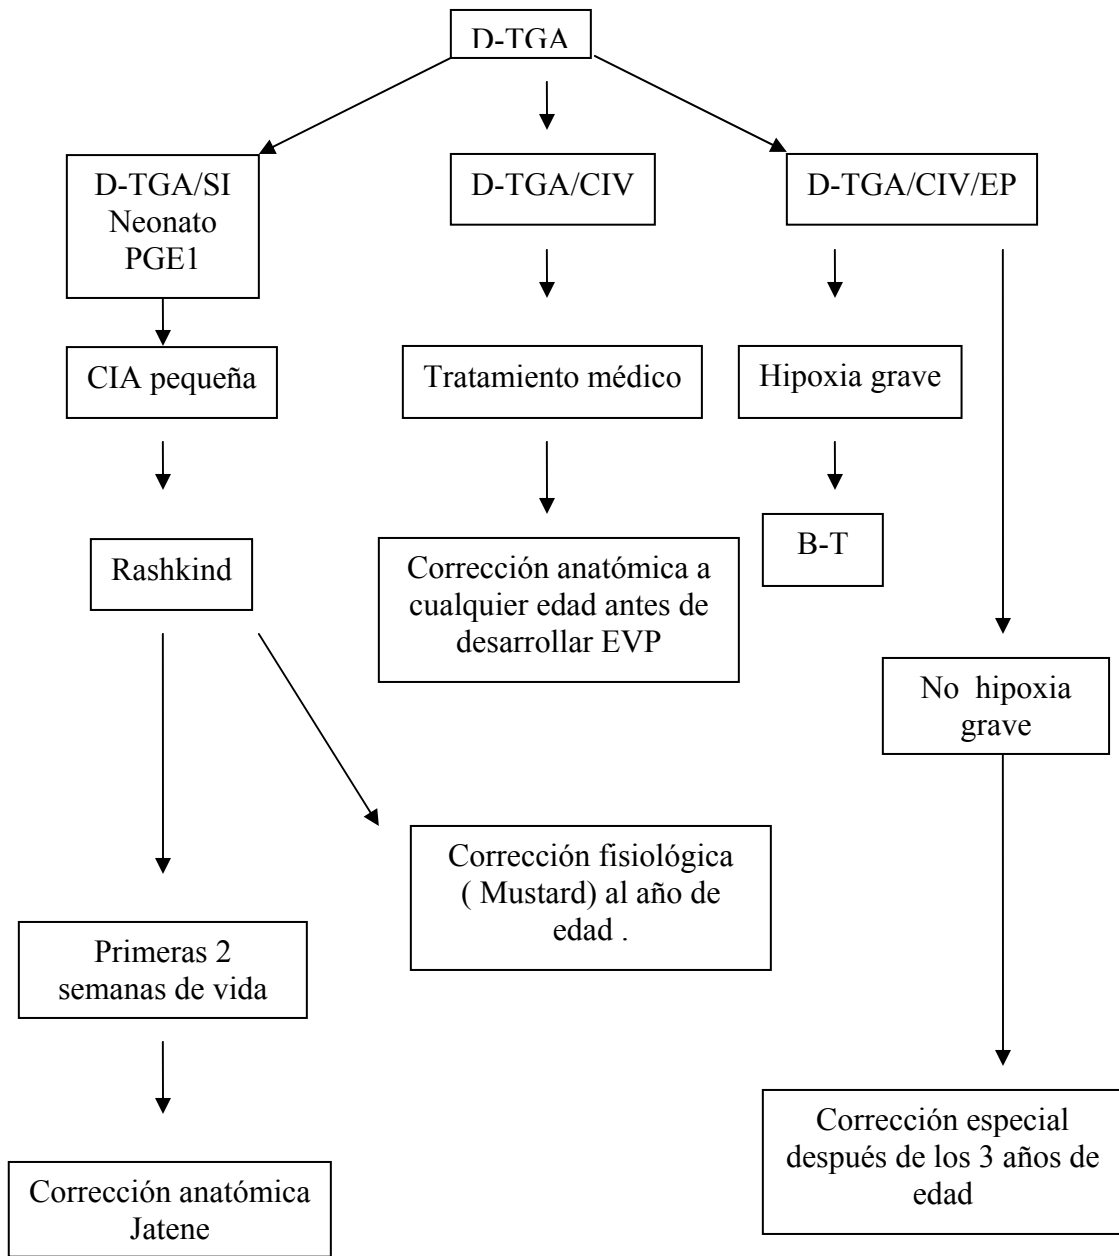 D-TGA
D-TGA/SI
Neonato
PGE1
D-TGA/CIV
D-TGA/CIV/EP
CIA pequeña
Tratamiento médico
Hipoxia grave
Rashkind
Corrección anatómica a
cualquier edad antes de
desarrollar EVP
B-T
No hipoxia
grave
Corrección fisiológica
( Mustard) al año de
edad .
Primeras 2
semanas de vida
Corrección especial
después de los 3 años de
edad
Corrección anatómica
Jatene